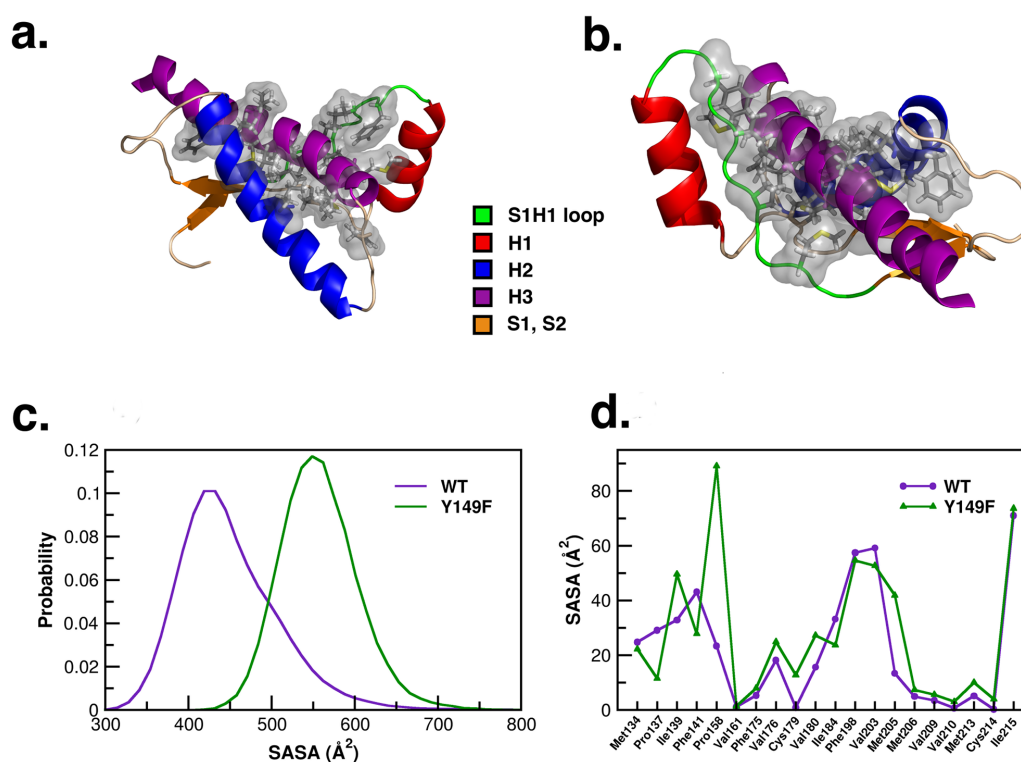 a.
b.
S1H1 loop
H1
H2
H3
S1, S2
c.
Probability
0.12
0.1
0.08
0.06
0.04
0.02
0
300
400
500
600
700
800
SASA (Å²)
WT
Y149F
d.
SASA (Å²)
80
60
40
20
0
WT
Y149F
Met134
Pro137
Ile139
Phe141
Pro158
Val161
Phe175
Val176
Cys179
Val180
Ile184
Phe198
Val203
Met205
Met206
Val209
Val210
Met213
Cys214
Ile215